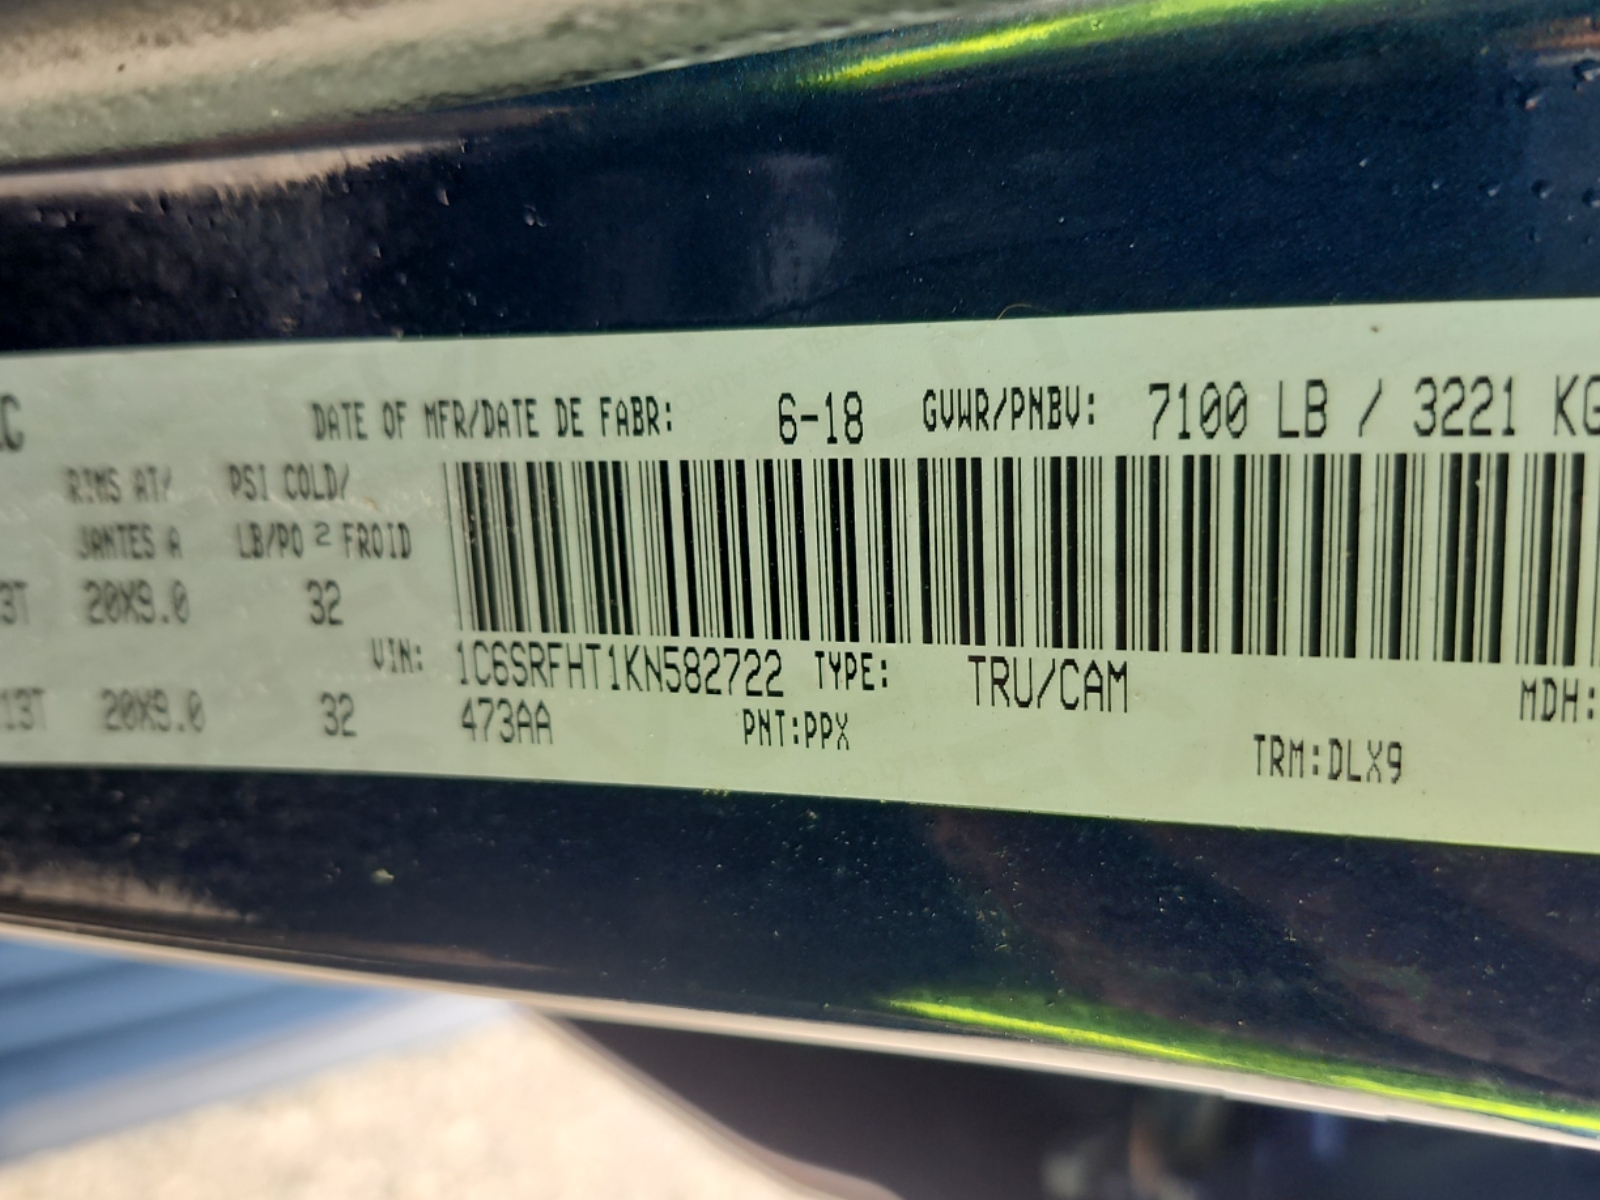 DATE OF MFR/DATE DE FABR: 6-18 GVWR/PNBV: 7100 LB / 3221 KG
RIMS AT/ PSI COLD/
JANTES A LB/PO 2 FROID
20X9.0 32
VIN: 1C6SRFHT1KN582722 TYPE: TRU/CAM MDH:
13T 20X9.0 32 473AA PNT:PPX TRM:DLX9